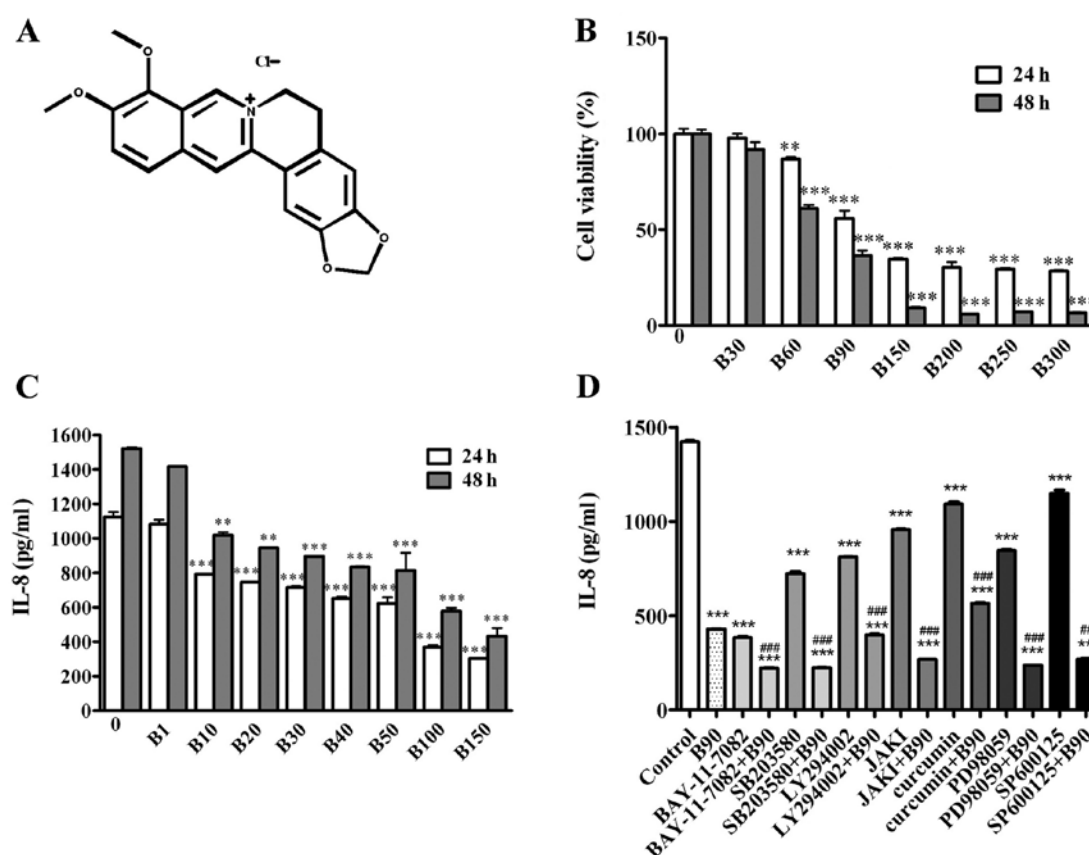 A
O
O
Cl–
+
N
O
O
B
Cell viability (%)
150
100
50
0
24 h
48 h
**
***
***
***
***
***
***
***
***
***
***
***
0
B30
B60
B90
B150
B200
B250
B300
C
IL-8 (pg/ml)
1600
1400
1200
1000
800
600
400
200
0
24 h
48 h
**
***
**
***
***
***
***
***
***
***
***
***
***
***
0
B1
B10
B20
B30
B40
B50
B100
B150
D
IL-8 (pg/ml)
1500
1000
500
0
***
***
###
***
***
###
***
***
###
***
***
###
***
***
###
***
***
###
***
***
##
**
Control
B90
BAY-11-7082
BAY-11-7082+B90
SB203580
SB203580+B90
LY294002
LY294002+B90
JAKI
JAKI+B90
curcumin
curcumin+B90
PD98059
PD98059+B90
SP600125
SP600125+B90